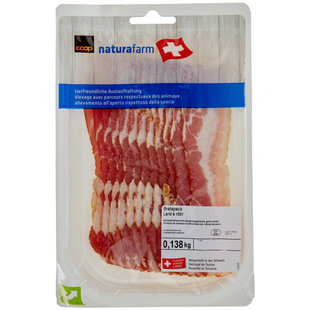 coop naturafarm
tierfreundliche Auslaufhaltung
élevage avec parcours respectueux des animaux
allevamento all'aperto rispettoso della specie
Bratspeck
Lard à rôtir
0,138 kg
Hergestellt in der Schweiz
Fabriqué en Suisse
Prodotto in Svizzera